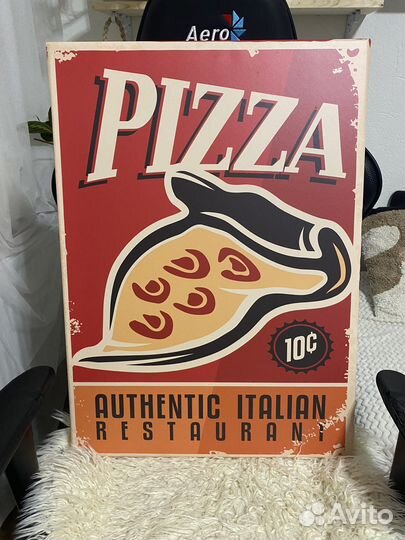 Aero
PIZZA
10¢
AUTHENTIC ITALIAN
RESTAURANT
Avito